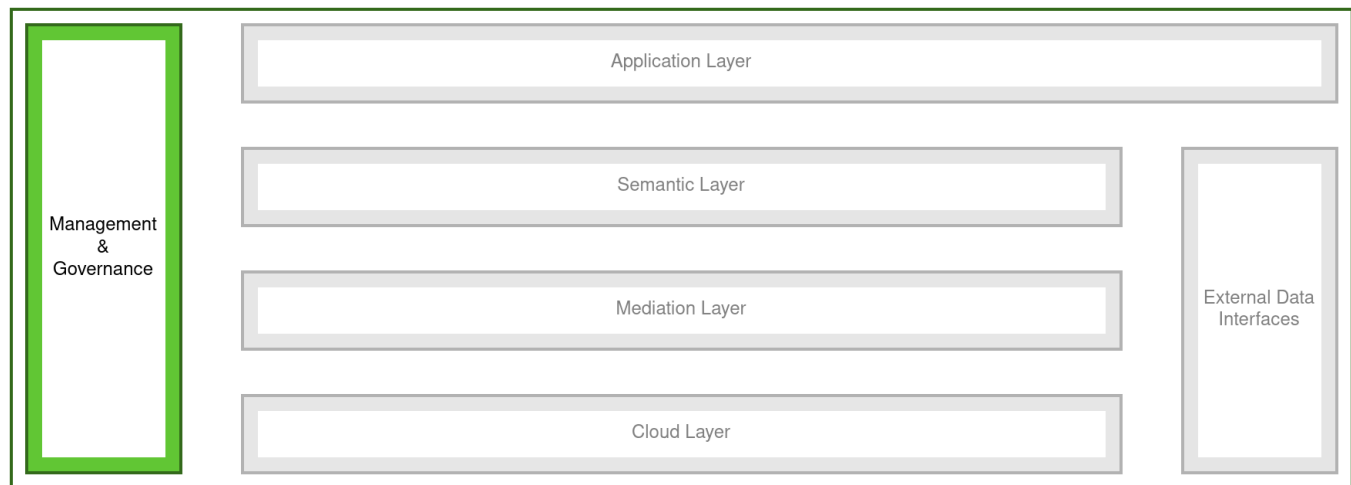 Management
&
Governance
Application Layer
Semantic Layer
Mediation Layer
Cloud Layer
External Data
Interfaces